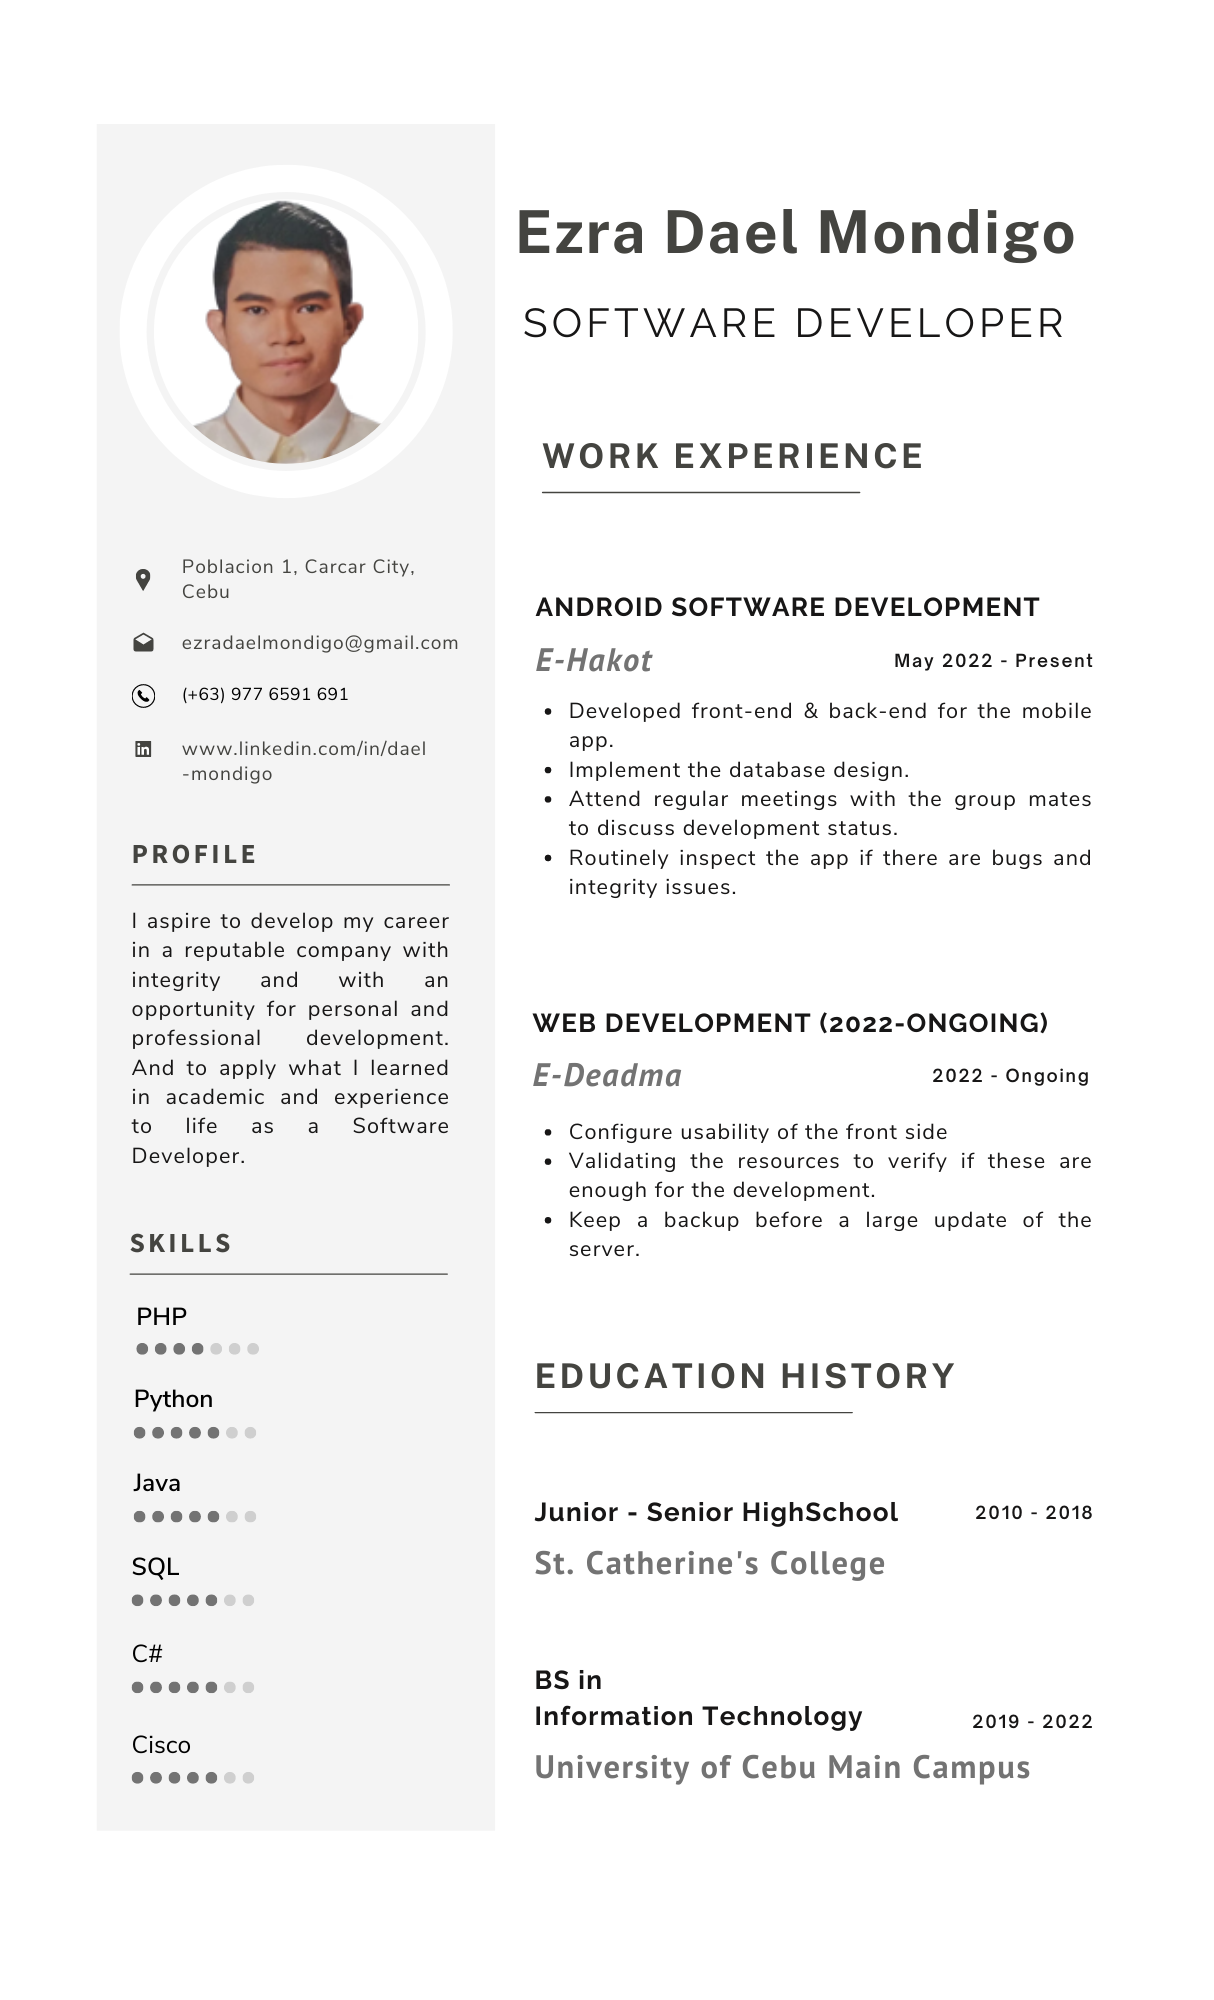 Ezra Dael Mondigo
SOFTWARE DEVELOPER
Poblacion 1, Carcar City,
Cebu
ezradaelmondigo@gmail.com
(+63) 977 6591 691
www.linkedin.com/in/dael
-mondigo
PROFILE
I aspire to develop my career
in a reputable company with
integrity and with an
opportunity for personal and
professional development.
And to apply what I learned
in academic and experience
to life as a Software
Developer.
SKILLS
PHP
Python
Java
SQL
C#
Cisco
WORK EXPERIENCE
ANDROID SOFTWARE DEVELOPMENT
E-Hakot May 2022 - Present
• Developed front-end & back-end for the mobile
app.
• Implement the database design.
• Attend regular meetings with the group mates
to discuss development status.
• Routinely inspect the app if there are bugs and
integrity issues.
WEB DEVELOPMENT (2022-ONGOING)
E-Deadma 2022 - Ongoing
• Configure usability of the front side
• Validating the resources to verify if these are
enough for the development.
• Keep a backup before a large update of the
server.
EDUCATION HISTORY
Junior - Senior HighSchool 2010 - 2018
St. Catherine's College
BS in
Information Technology 2019 - 2022
University of Cebu Main Campus